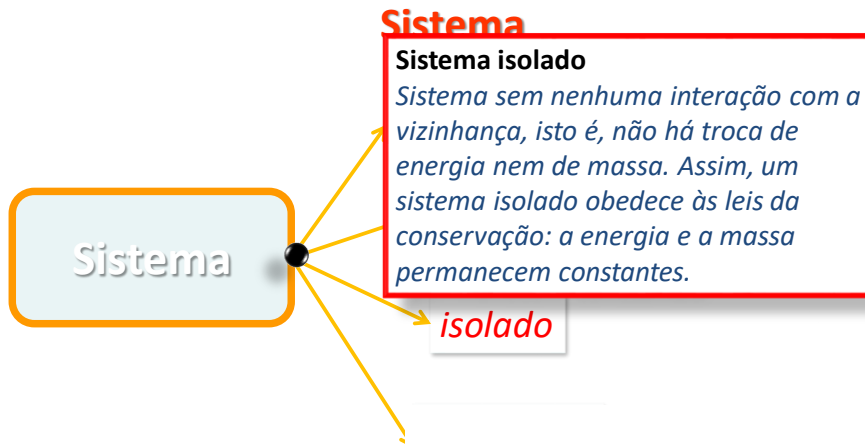 Sistema
Sistema isolado
Sistema sem nenhuma interação com a
vizinhança, isto é, não há troca de
energia nem de massa. Assim, um
sistema isolado obedece às leis da
conservação: a energia e a massa
permanecem constantes.
Sistema
isolado